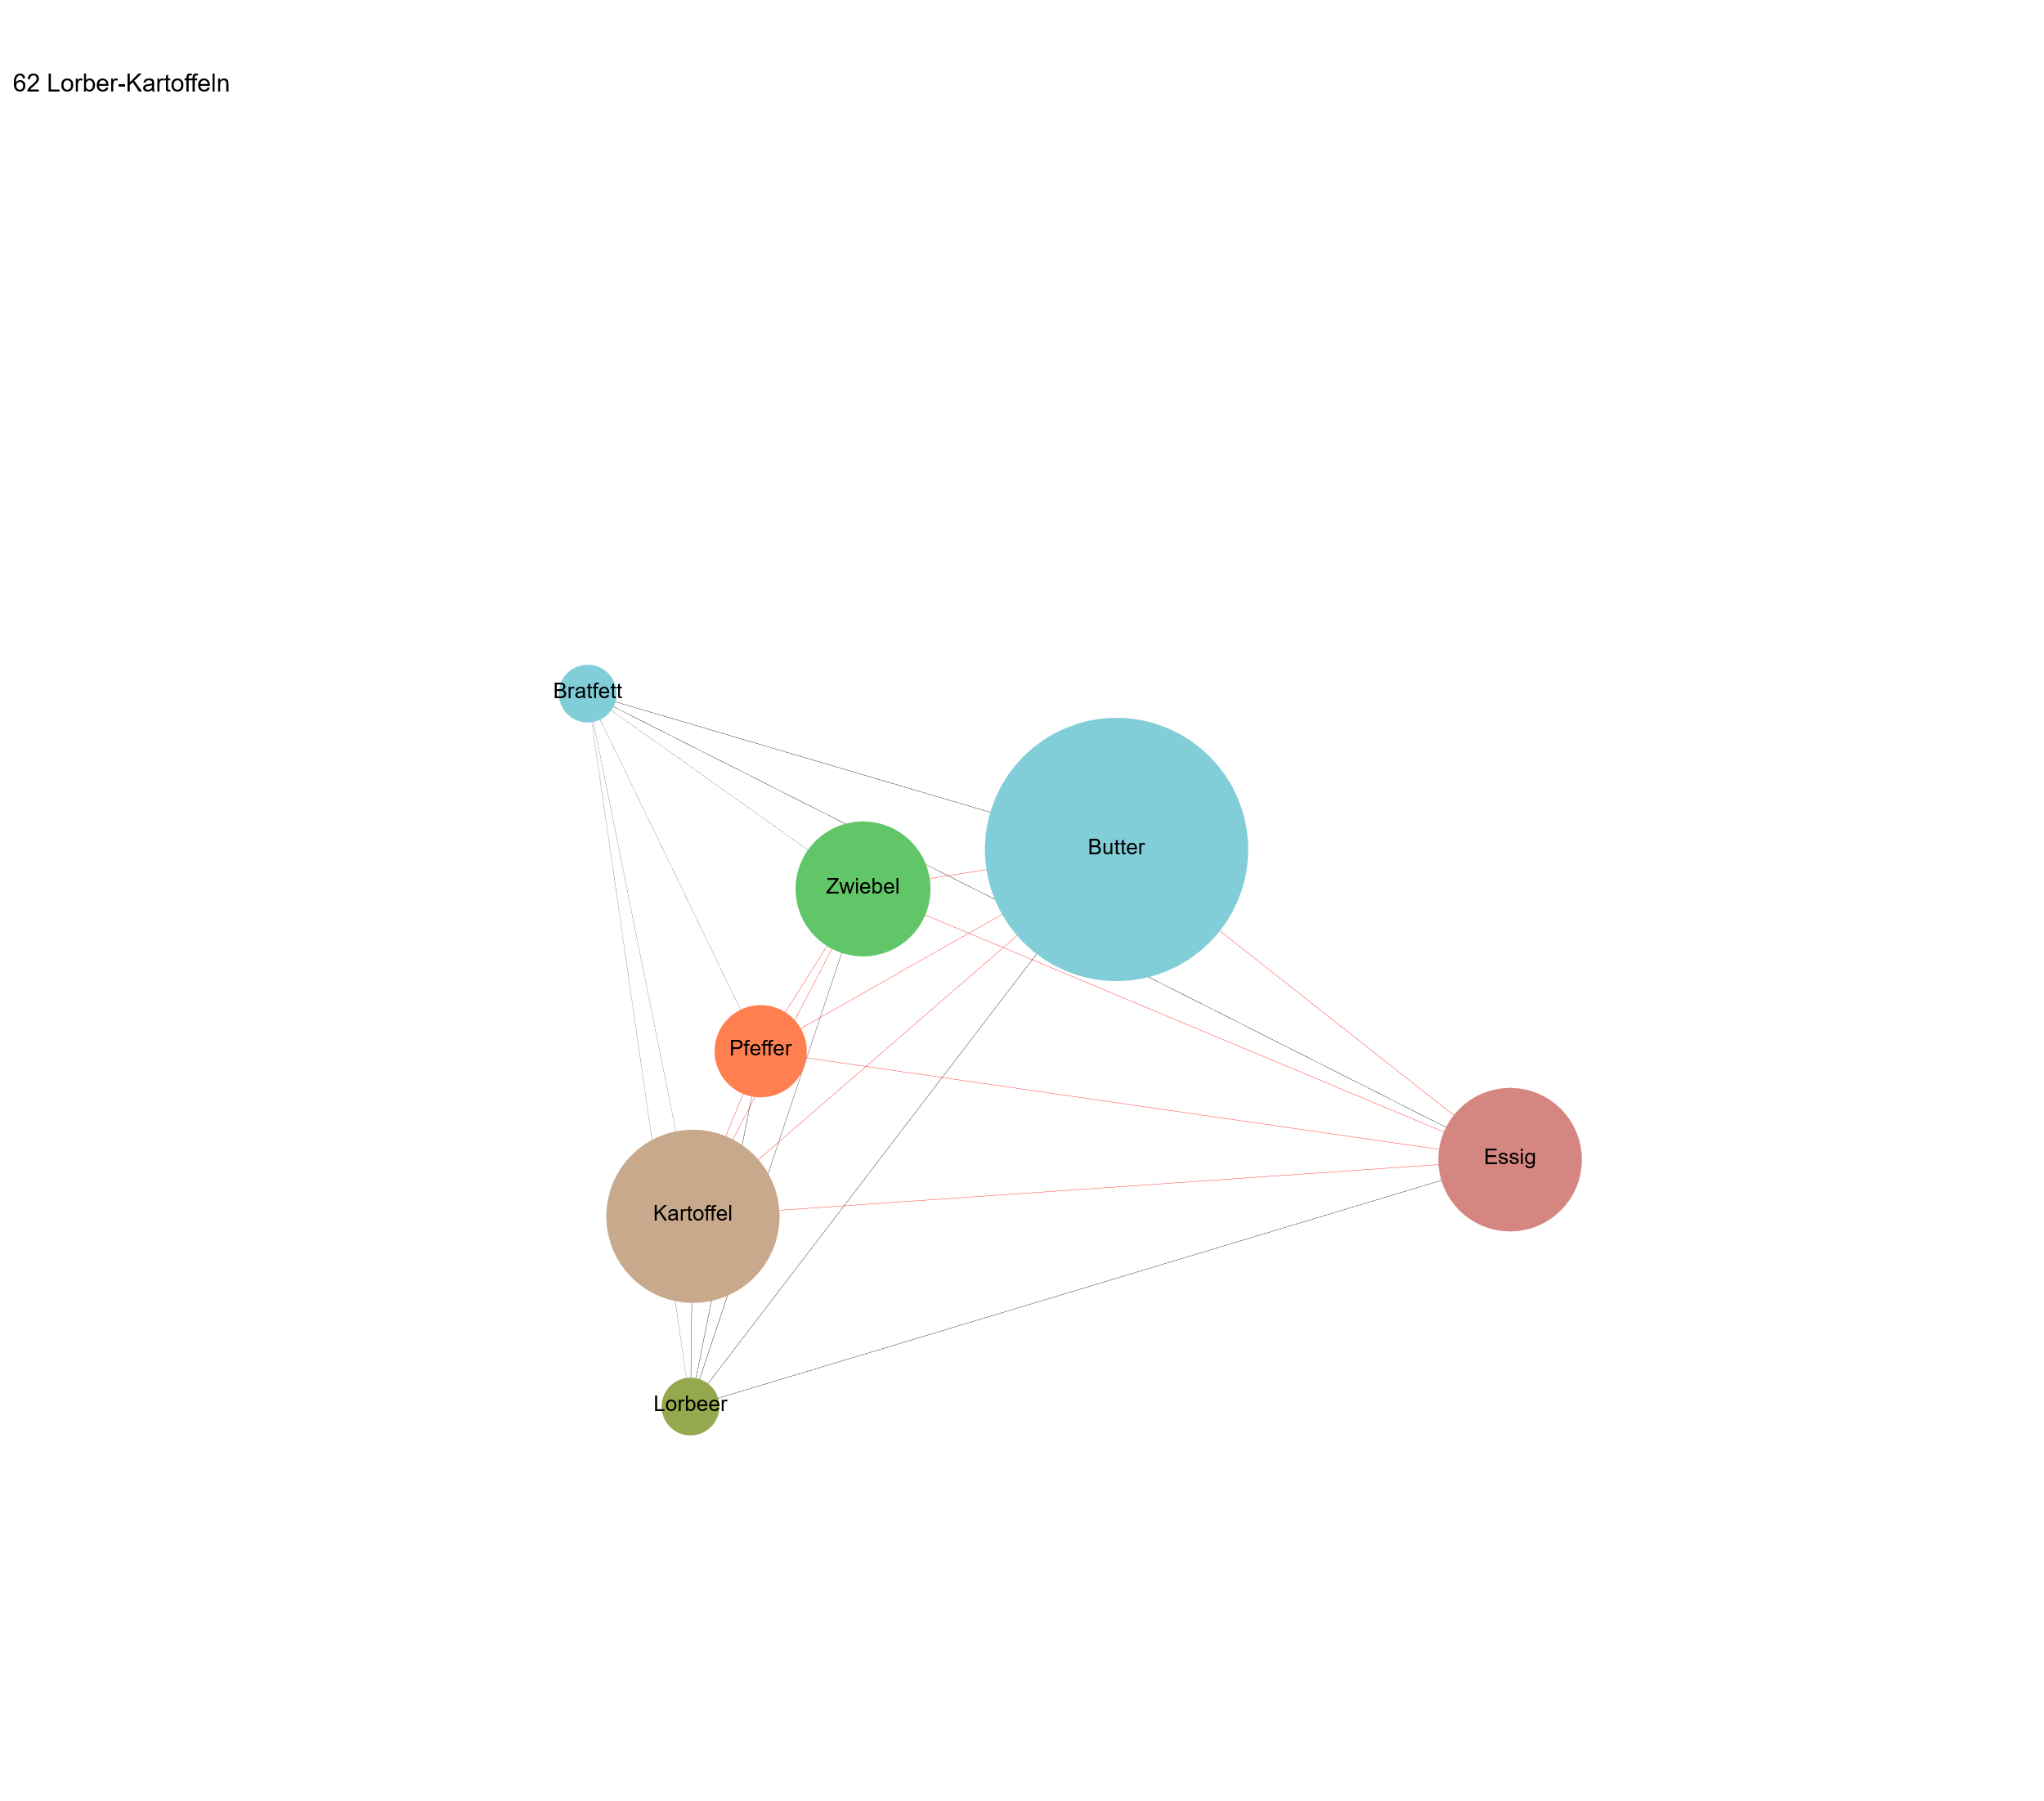 62 Lorber-Kartoffeln
Bratfett
Butter
Zwiebel
Pfeffer
Essig
Kartoffel
Lorbeer